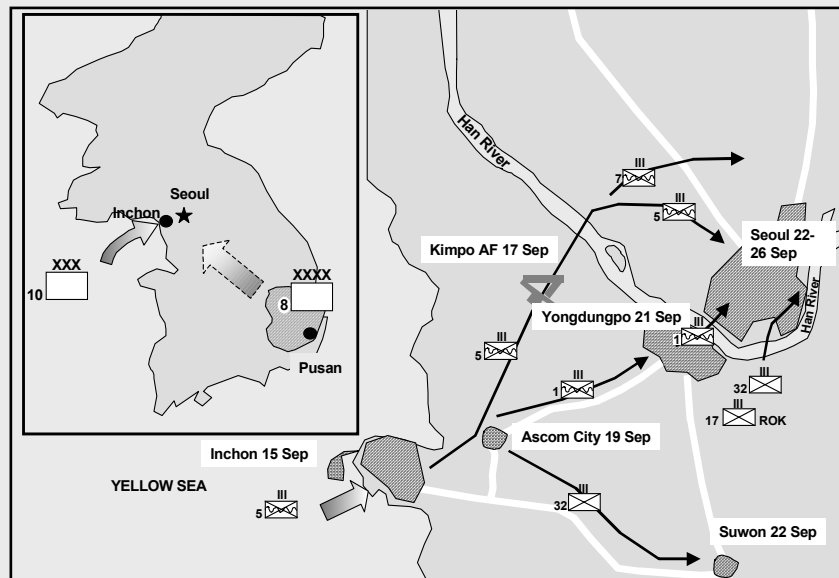 Seoul
Inchon
XXX
10
XXXX
8
Pusan
Han River
III
7
III
5
Kimpo AF 17 Sep
Seoul 22-
26 Sep
Han River
Yongdungpo 21 Sep
III
1
III
5
III
1
III
32
III
17
ROK
Inchon 15 Sep
Ascom City 19 Sep
YELLOW SEA
III
5
III
32
Suwon 22 Sep